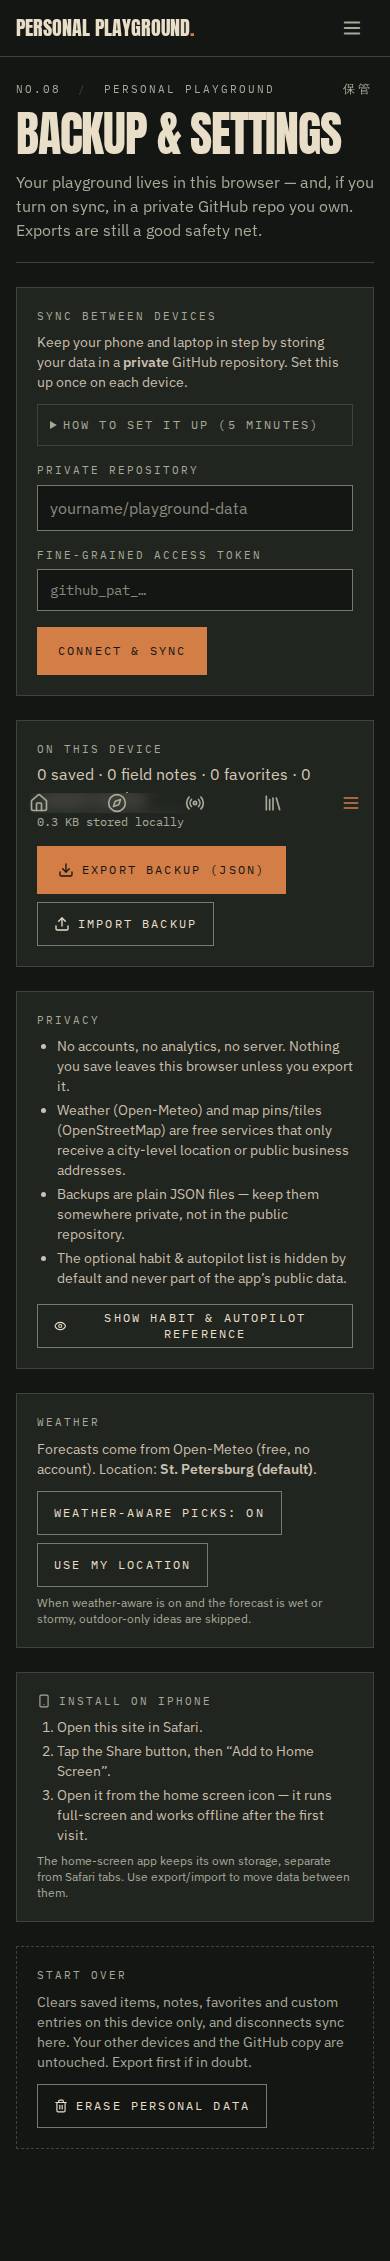 PERSONAL PLAYGROUND.
NO.08 / PERSONAL PLAYGROUND 保管
BACKUP & SETTINGS
Your playground lives in this browser — and, if you
turn on sync, in a private GitHub repo you own.
Exports are still a good safety net.
SYNC BETWEEN DEVICES
Keep your phone and laptop in step by storing
your data in a private GitHub repository. Set this
up once on each device.
HOW TO SET IT UP (5 MINUTES)
PRIVATE REPOSITORY
yourname/playground-data
FINE-GRAINED ACCESS TOKEN
github_pat_…
CONNECT & SYNC
ON THIS DEVICE
0 saved · 0 field notes · 0 favorites · 0
0.3 KB stored locally
EXPORT BACKUP (JSON)
IMPORT BACKUP
PRIVACY
• No accounts, no analytics, no server. Nothing
you save leaves this browser unless you export
it.
• Weather (Open-Meteo) and map pins/tiles
(OpenStreetMap) are free services that only
receive a city-level location or public business
addresses.
• Backups are plain JSON files — keep them
somewhere private, not in the public
repository.
• The optional habit & autopilot list is hidden by
default and never part of the app’s public data.
SHOW HABIT & AUTOPILOT
REFERENCE
WEATHER
Forecasts come from Open-Meteo (free, no
account). Location: St. Petersburg (default).
WEATHER-AWARE PICKS: ON
USE MY LOCATION
When weather-aware is on and the forecast is wet or
stormy, outdoor-only ideas are skipped.
INSTALL ON IPHONE
1. Open this site in Safari.
2. Tap the Share button, then “Add to Home
Screen”.
3. Open it from the home screen icon — it runs
full-screen and works offline after the first
visit.
The home-screen app keeps its own storage, separate
from Safari tabs. Use export/import to move data between
them.
START OVER
Clears saved items, notes, favorites and custom
entries on this device only, and disconnects sync
here. Your other devices and the GitHub copy are
untouched. Export first if in doubt.
ERASE PERSONAL DATA